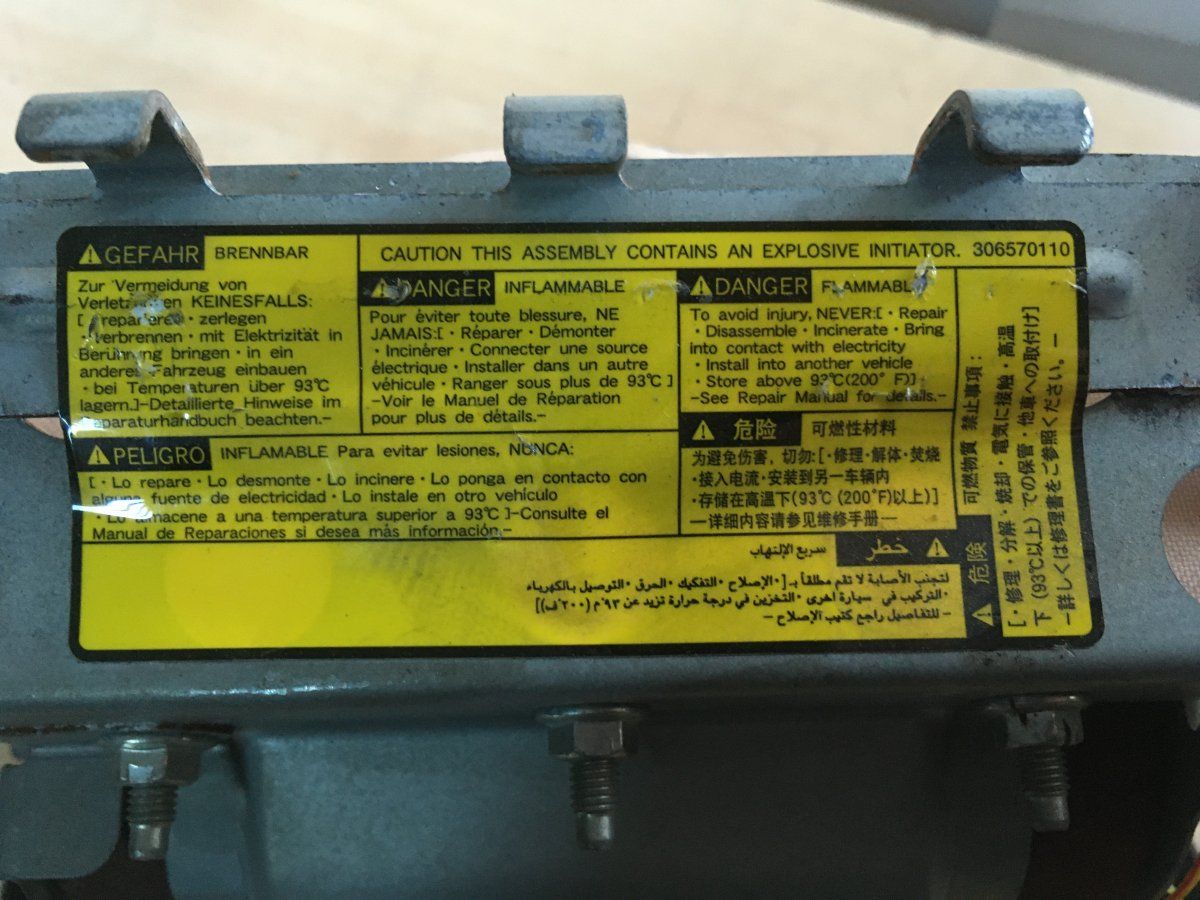 GEFAHR BRENNBAR
Zur Vermeidung von
KEINESFALLS:
[ · reparieren · zerlegen
· verbrennen · mit Elektrizität in
Berührung bringen · in ein
anderes Fahrzeug einbauen
· bei Temperaturen über 93℃
lagern.]-Detaillierte Hinweise im
Reparaturhandbuch beachten.-
CAUTION THIS ASSEMBLY CONTAINS AN EXPLOSIVE INITIATOR. 306570110
DANGER INFLAMMABLE
Pour éviter toute blessure, NE
JAMAIS:[ · Réparer · Démonter
· Incinérer · Connecter une source
électrique · Installer dans un autre
véhicule · Ranger sous plus de 93℃ ]
-Voir le Manuel de Réparation
pour plus de détails.-
DANGER FLAMMABLE
To avoid injury, NEVER:[ · Repair
· Disassemble · Incinerate · Bring
into contact with electricity
· Install into another vehicle
· Store above 93℃(200° F)]
-See Repair Manual for details.-
PELIGRO INFLAMABLE Para evitar lesiones, NUNCA:
[ · Lo repare · Lo desmonte · Lo incinere · Lo ponga en contacto con
alguna fuente de electricidad · Lo instale en otro vehículo
· Lo almacene a una temperatura superior a 93℃ ]-Consulte el
Manual de Reparaciones si desea más información.-
危险 可燃性材料
为避免伤害，切勿:[ · 修理 · 解体 · 焚烧
· 接入电流 · 安装到另一车辆内
· 存储在高温下(93℃ (200°F)以上)]
—详细内容请参见维修手册—
خطر سريع الإلتهاب
لتجنب الأصابة لا تقم مطلقاً بـ [ · الإصلاح · التفكيك · الحرق · التوصيل بالكهرباء
· التركيب في سيارة اخرى · التخزين في درجة حرارة تزيد عن ٩٣°م (٢٠٠°ف)]
- للتفاصيل راجع كتيب الإصلاح -
危険 可燃物質 禁止事項：
[ · 修理 · 分解 · 焼却 · 電気に接触 · 高温
下 (93℃以上) での保管 · 他車への取付け]
—詳しくは修理書をご参照ください。—